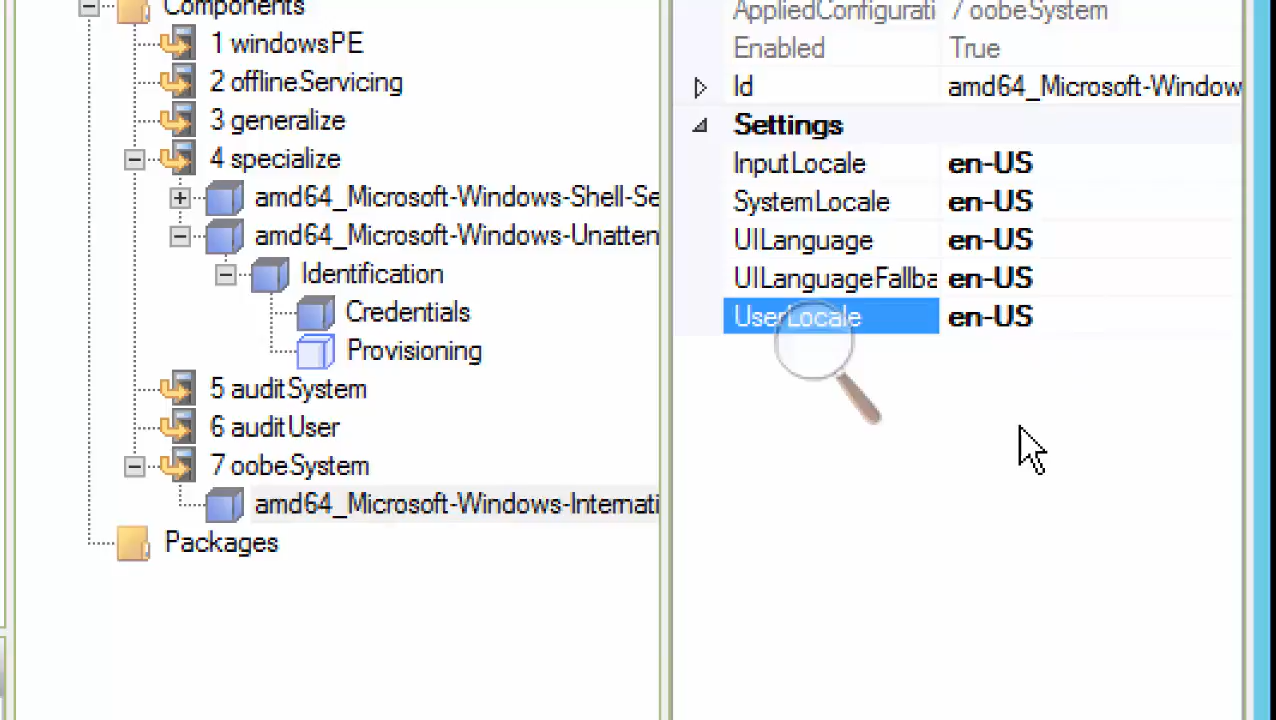 Components
1 windowsPE
2 offlineServicing
3 generalize
4 specialize
amd64_Microsoft-Windows-Shell-Se
amd64_Microsoft-Windows-Unatten
Identification
Credentials
Provisioning
5 auditSystem
6 auditUser
7 oobeSystem
amd64_Microsoft-Windows-Internati
Packages
AppliedConfigurati 7 oobeSystem
Enabled True
Id amd64_Microsoft-Window
Settings
InputLocale en-US
SystemLocale en-US
UILanguage en-US
UILanguageFallba en-US
UserLocale en-US